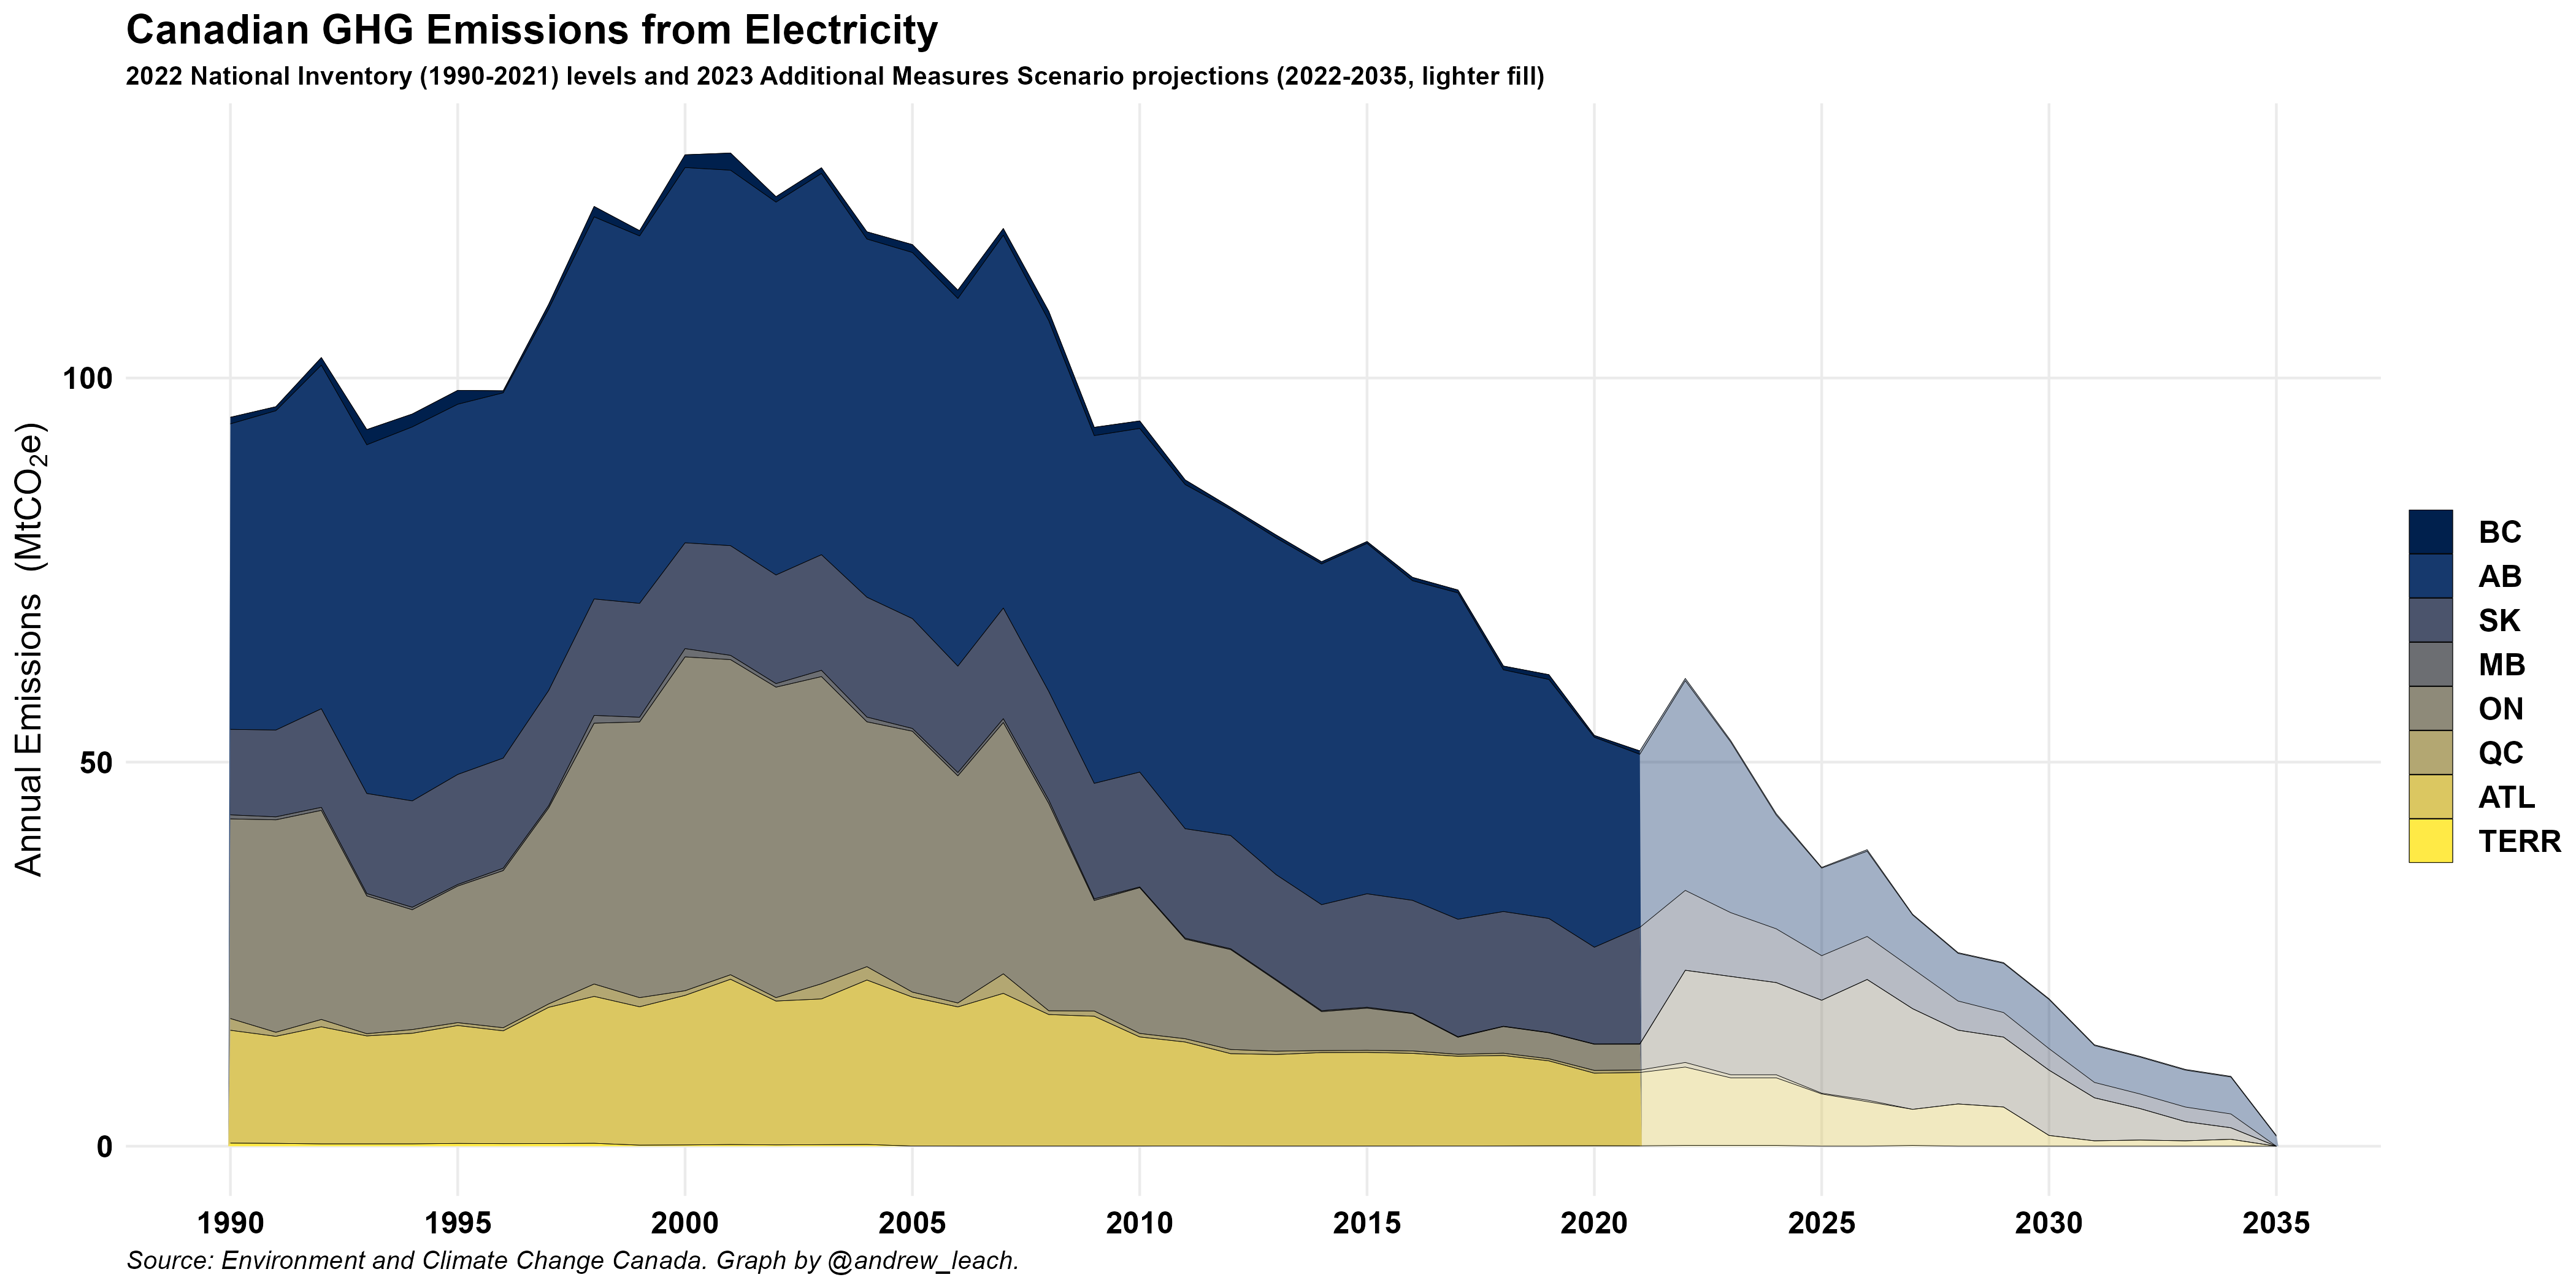 Canadian GHG Emissions from Electricity
2022 National Inventory (1990-2021) levels and 2023 Additional Measures Scenario projections (2022-2035, lighter fill)
Annual Emissions (MtCO₂e)
100
50
0
1990 1995 2000 2005 2010 2015 2020 2025 2030 2035
BC
AB
SK
MB
ON
QC
ATL
TERR
Source: Environment and Climate Change Canada. Graph by @andrew_leach.